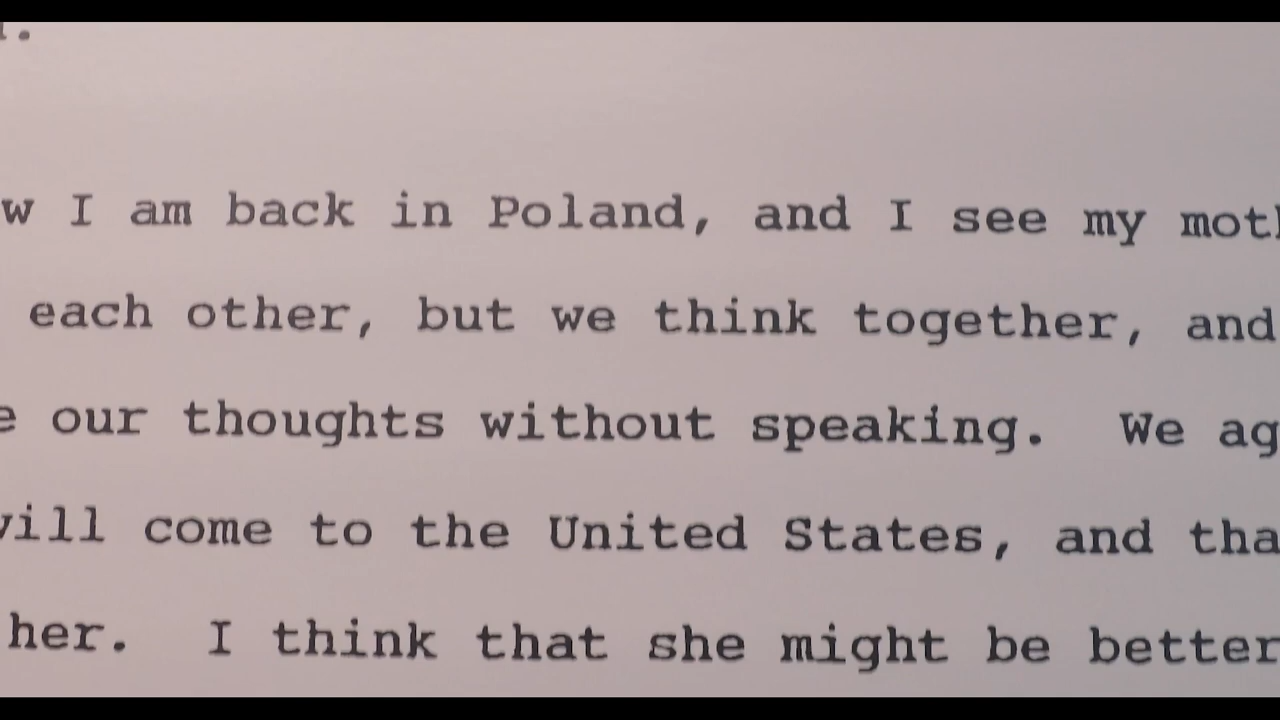 w I am back in Poland, and I see my moth
each other, but we think together, and
e our thoughts without speaking.  We ag
will come to the United States, and tha
her.  I think that she might be better